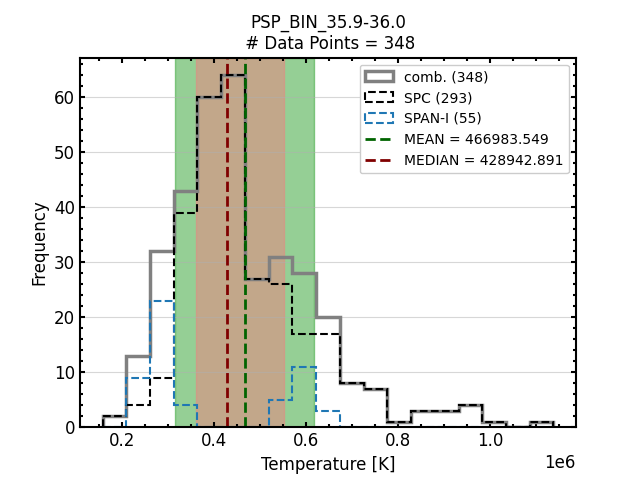 PSP_BIN_35.9-36.0
# Data Points = 348
comb. (348)
SPC (293)
SPAN-I (55)
MEAN = 466983.549
MEDIAN = 428942.891
Frequency
60
50
40
30
20
10
0
0.2 0.4 0.6 0.8 1.0
1e6
Temperature [K]